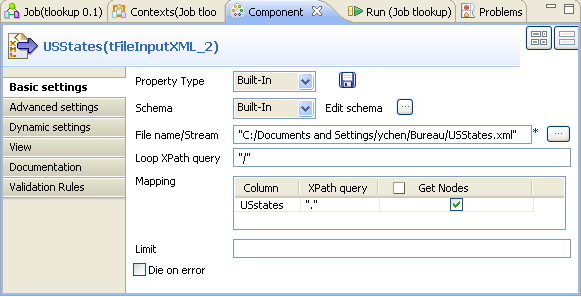 Job(tlookup 0.1) Contexts(Job tloo Component Run (Job tlookup) Problems
USStates(tFileInputXML_2)
Basic settings
Advanced settings
Dynamic settings
View
Documentation
Validation Rules
Property Type Built-In
Schema Built-In Edit schema ...
File name/Stream "C:/Documents and Settings/ychen/Bureau/USStates.xml" * ...
Loop XPath query "/"
Mapping
Column XPath query Get Nodes
USstates "."
Limit
Die on error